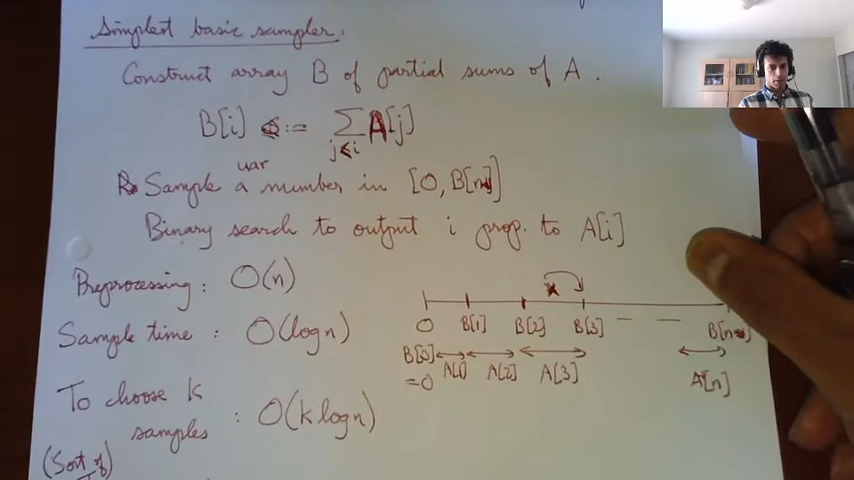 Simplest basic sampler.
Construct array B of partial sums of A.
B[i] := Σ A[j]
j≤i
Sample a uar number in [0, B[n]]
Binary search to output i prop. to A[i]
Preprocessing : O(n)
Sample time : O(log n)
To choose k samples : O(k log n)
(Sort of
0 B[1] B[2] B[3] — — B[n]
B[0] =0 A[1] A[2] A[3] A[n]